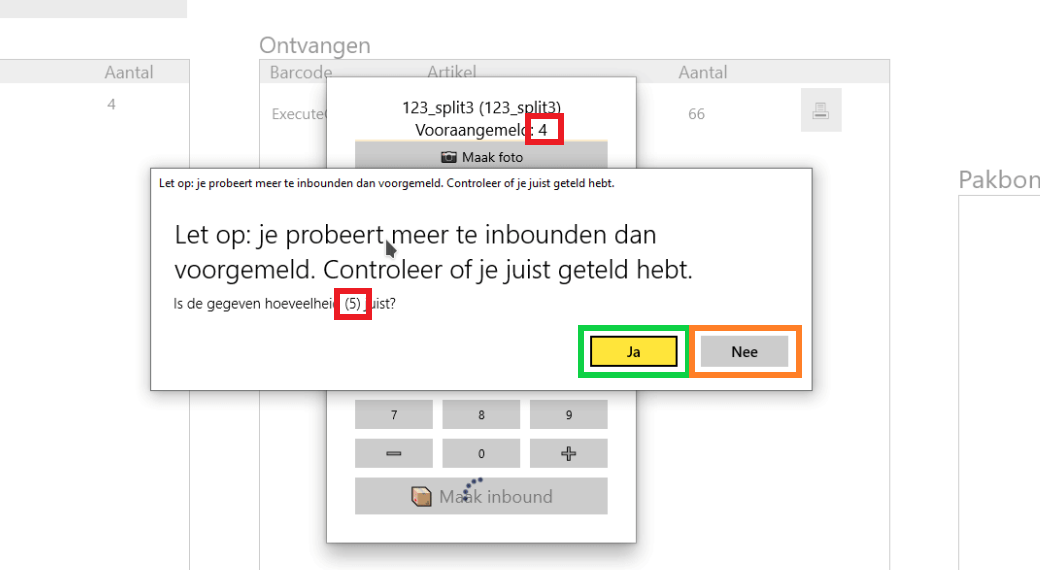 Ontvangen
Aantal
Barcode Artikel Aantal
4
66
123_split3 (123_split3)
Vooraangemeld: 4
Maak foto
Pakbon
Let op: je probeert meer te inbounden dan voorgemeld. Controleer of je juist geteld hebt.
Let op: je probeert meer te inbounden dan
voorgemeld. Controleer of je juist geteld hebt.
Is de gegeven hoeveelheid (5) juist?
Ja Nee
7 8 9
0
Maak inbound